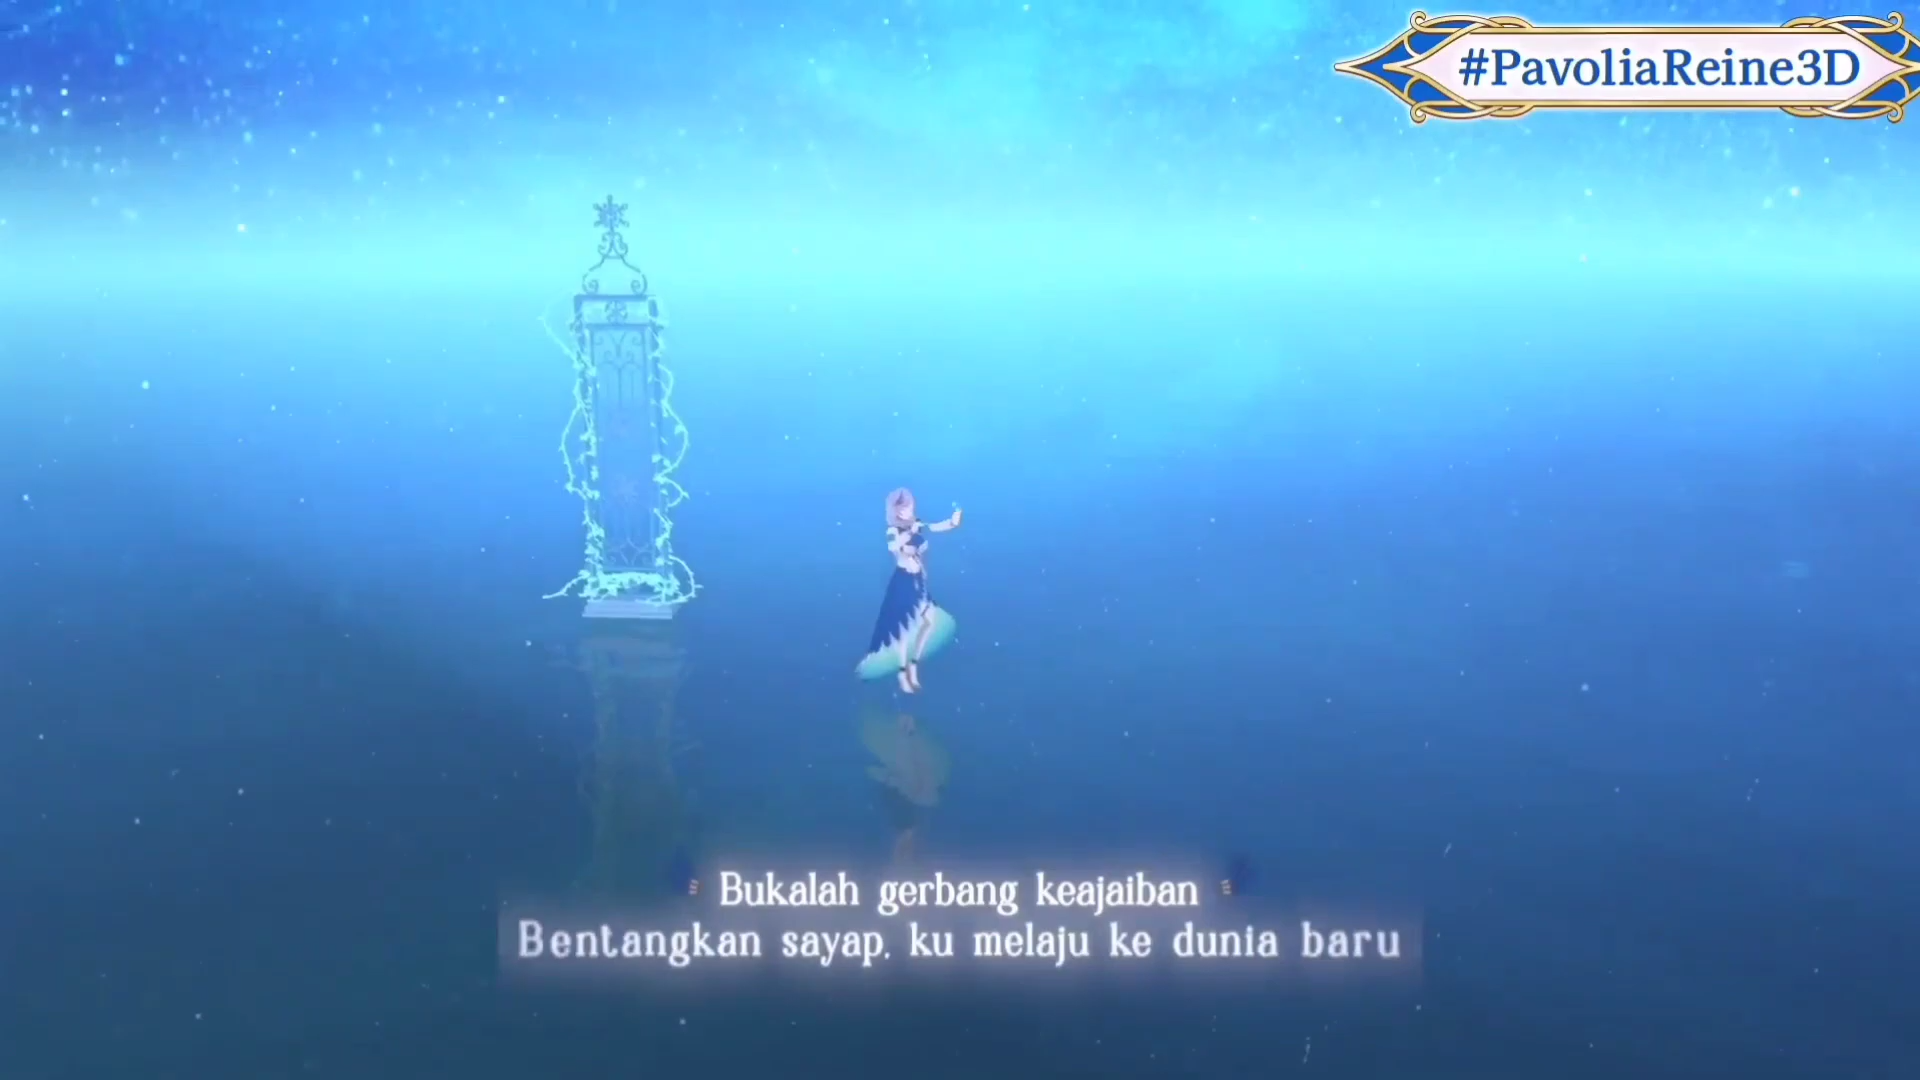 #PavoliaReine3D
Bukalah gerbang keajaiban
Bentangkan sayap, ku melaju ke dunia baru